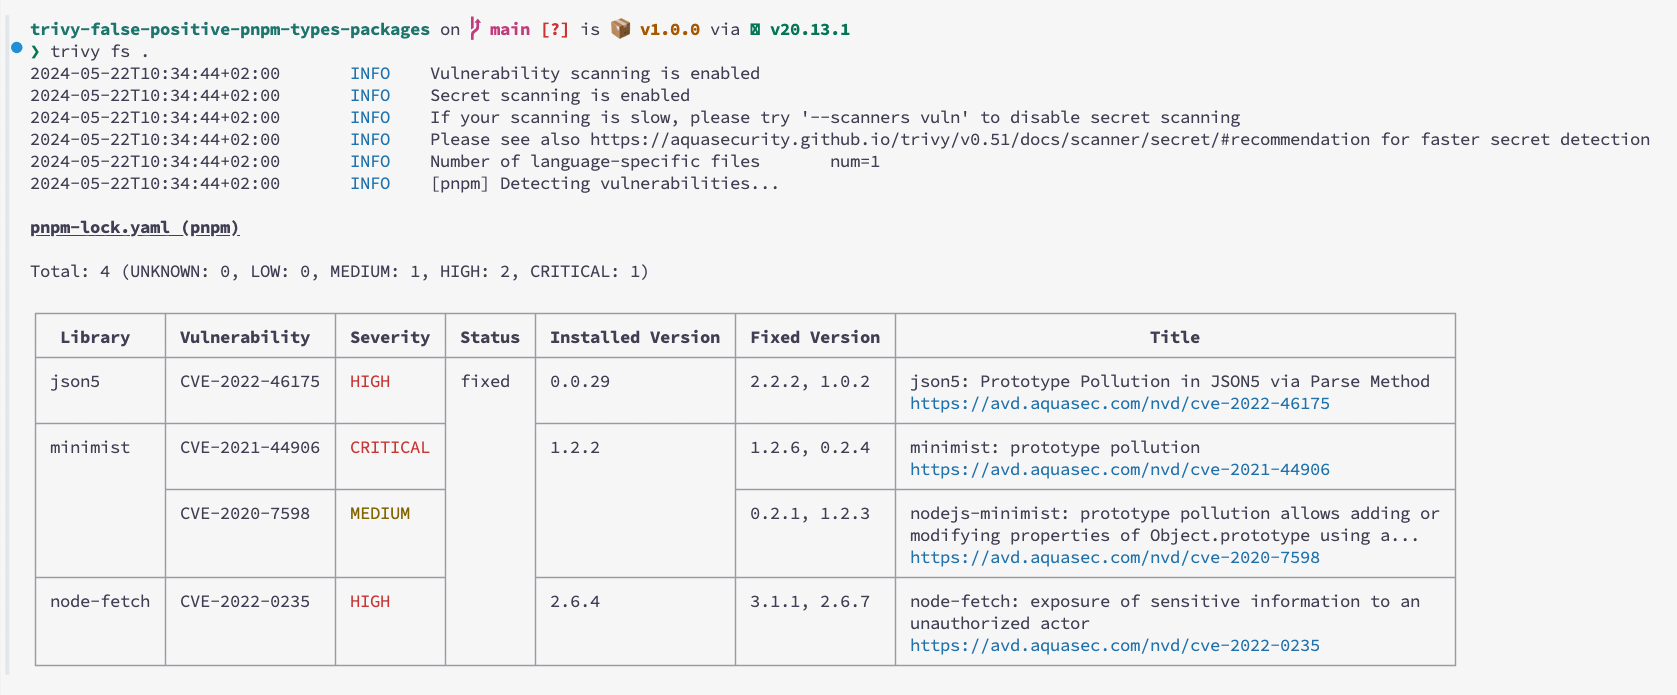 trivy-false-positive-pnpm-types-packages on main [?] is 📦 v1.0.0 via v20.13.1
❯ trivy fs .
2024-05-22T10:34:44+02:00 INFO Vulnerability scanning is enabled
2024-05-22T10:34:44+02:00 INFO Secret scanning is enabled
2024-05-22T10:34:44+02:00 INFO If your scanning is slow, please try '--scanners vuln' to disable secret scanning
2024-05-22T10:34:44+02:00 INFO Please see also https://aquasecurity.github.io/trivy/v0.51/docs/scanner/secret/#recommendation for faster secret detection
2024-05-22T10:34:44+02:00 INFO Number of language-specific files num=1
2024-05-22T10:34:44+02:00 INFO [pnpm] Detecting vulnerabilities...
pnpm-lock.yaml (pnpm)
Total: 4 (UNKNOWN: 0, LOW: 0, MEDIUM: 1, HIGH: 2, CRITICAL: 1)
Library Vulnerability Severity Status Installed Version Fixed Version Title
json5 CVE-2022-46175 HIGH fixed 0.0.29 2.2.2, 1.0.2 json5: Prototype Pollution in JSON5 via Parse Method
https://avd.aquasec.com/nvd/cve-2022-46175
minimist CVE-2021-44906 CRITICAL 1.2.2 1.2.6, 0.2.4 minimist: prototype pollution
https://avd.aquasec.com/nvd/cve-2021-44906
CVE-2020-7598 MEDIUM 0.2.1, 1.2.3 nodejs-minimist: prototype pollution allows adding or
modifying properties of Object.prototype using a...
https://avd.aquasec.com/nvd/cve-2020-7598
node-fetch CVE-2022-0235 HIGH 2.6.4 3.1.1, 2.6.7 node-fetch: exposure of sensitive information to an
unauthorized actor
https://avd.aquasec.com/nvd/cve-2022-0235